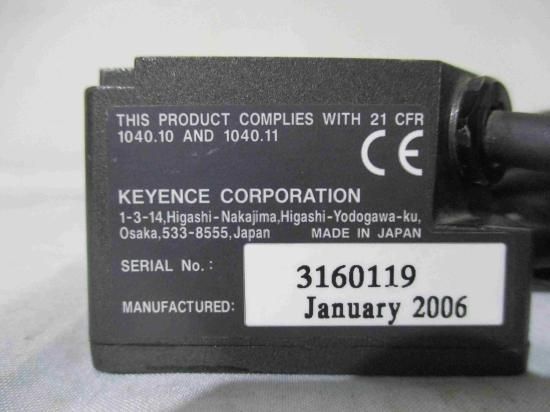 THIS PRODUCT COMPLIES WITH 21 CFR
1040.10 AND 1040.11
CE
KEYENCE CORPORATION
1-3-14,Higashi-Nakajima,Higashi-Yodogawa-ku,
Osaka,533-8555,Japan MADE IN JAPAN
SERIAL No.: 3160119
MANUFACTURED: January 2006